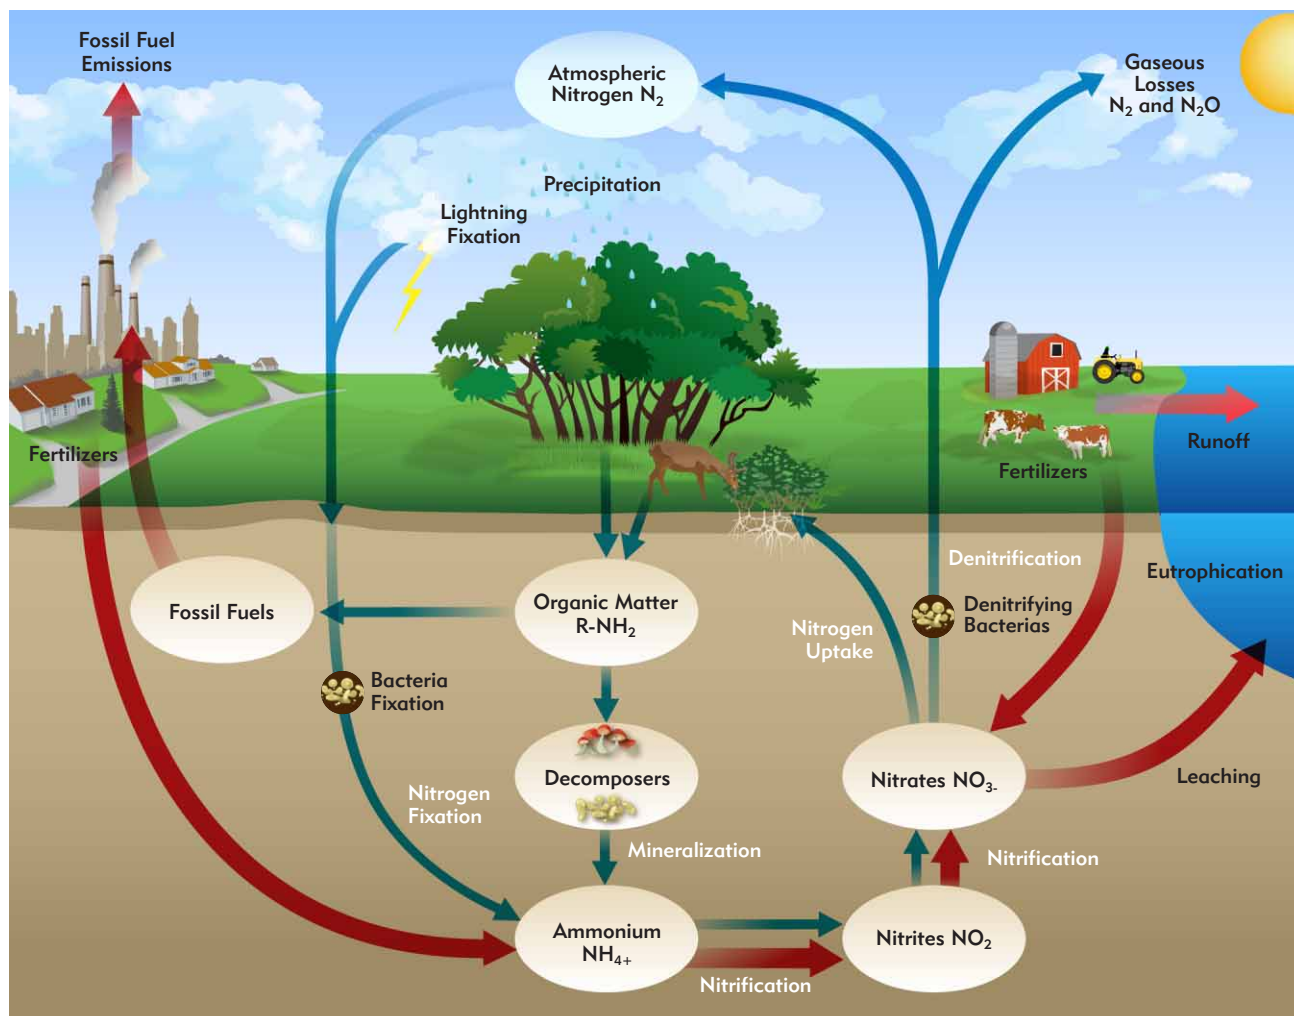 Fossil Fuel
Emissions
Atmospheric
Nitrogen N₂
Gaseous
Losses
N₂ and N₂O
Precipitation
Lightning
Fixation
Fertilizers
Runoff
Fertilizers
Denitrification
Eutrophication
Fossil Fuels
Organic Matter
R-NH₂
Denitrifying
Bacterias
Nitrogen
Uptake
Bacteria
Fixation
Decomposers
Nitrates NO₃₋
Leaching
Nitrogen
Fixation
Mineralization
Nitrification
Ammonium
NH₄₊
Nitrites NO₂
Nitrification